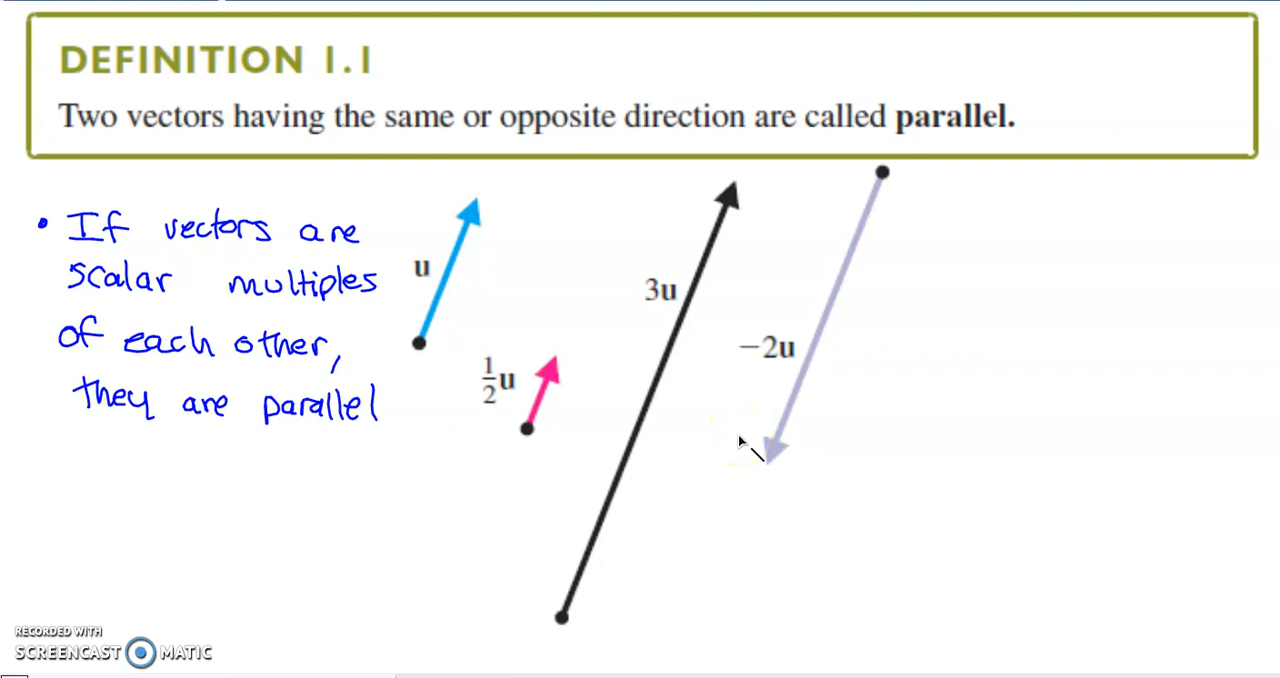 DEFINITION 1.1
Two vectors having the same or opposite direction are called parallel.
• If vectors are
scalar multiples
of each other,
they are parallel
u
½u
3u
−2u
RECORDED WITH
SCREENCAST MATIC